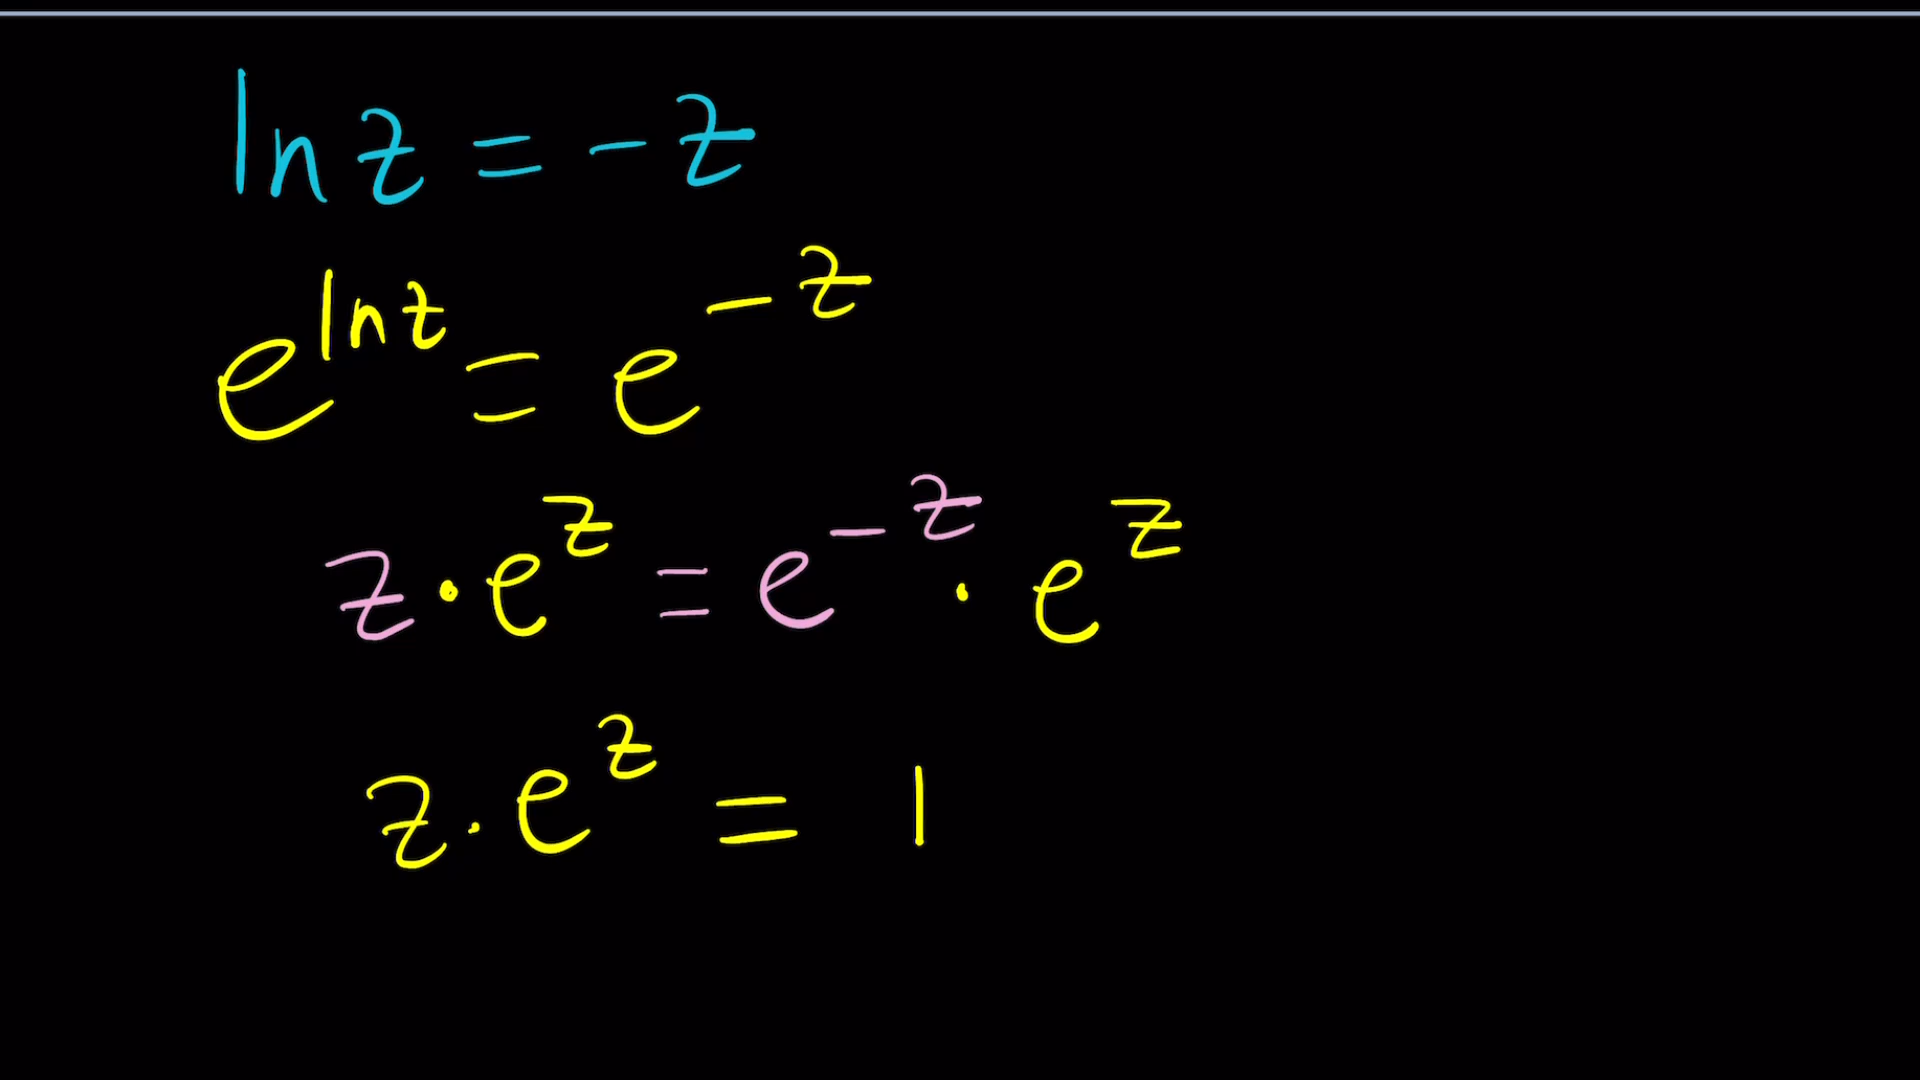 ln z = -z
e^{ln z} = e^{-z}
z · e^z = e^{-z} · e^z
z · e^z = 1